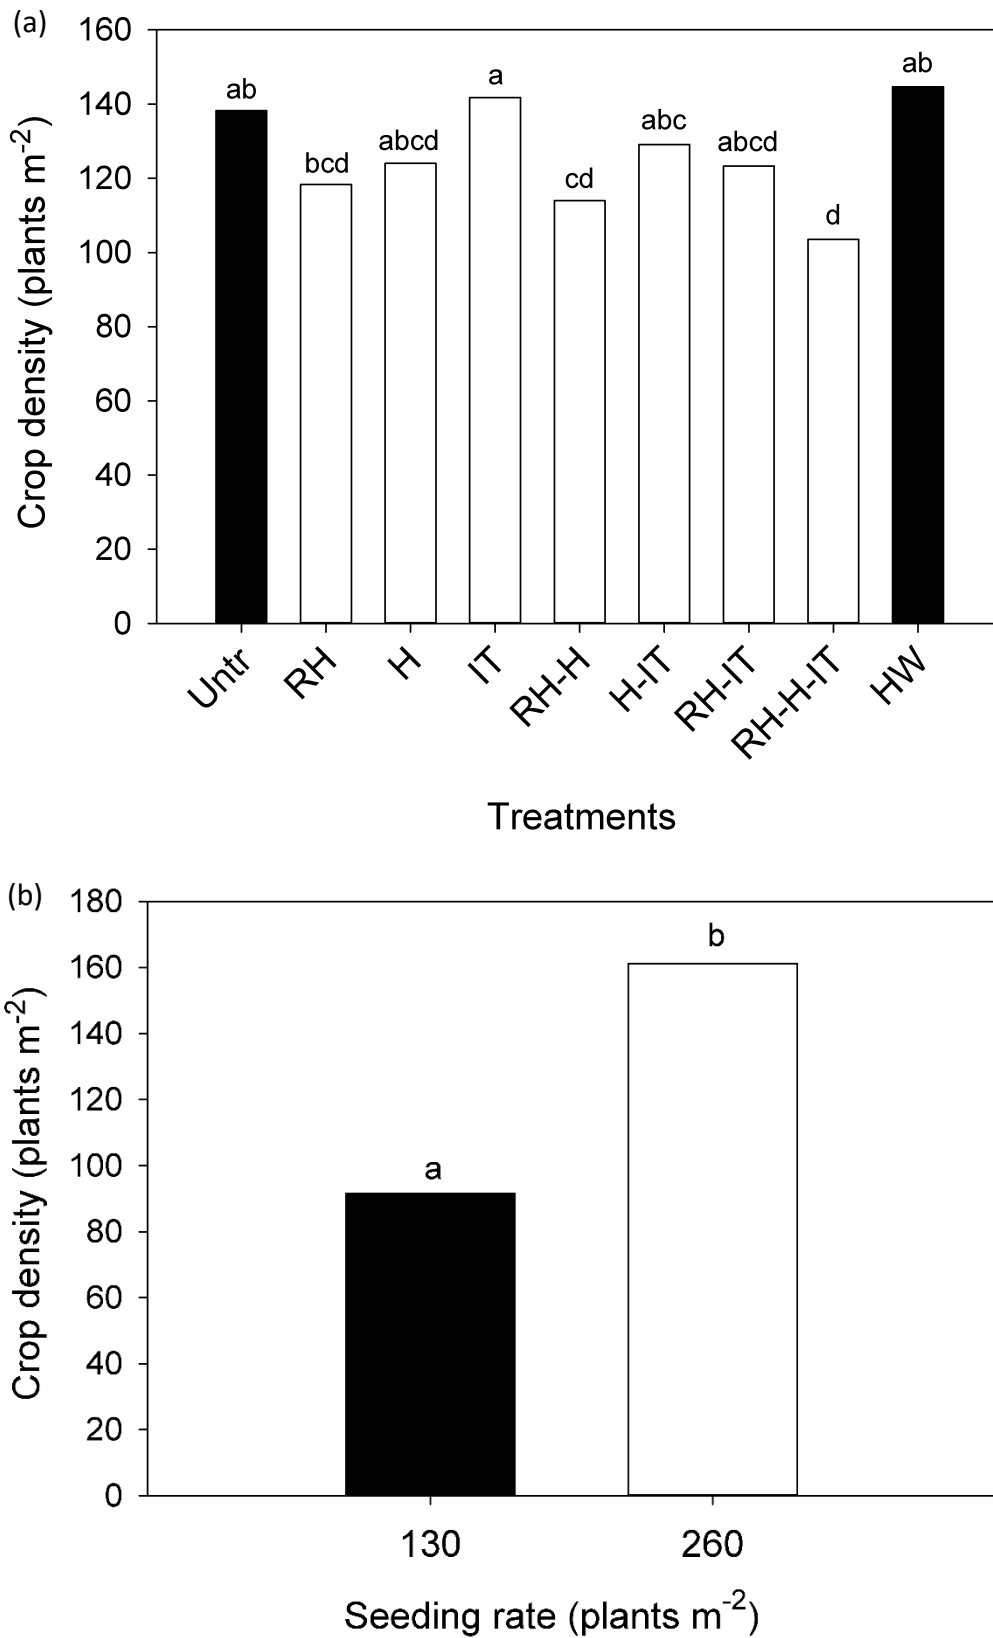 (a)
160
140
120
100
80
60
40
20
0
Crop density (plants m-2)
ab
bcd
abcd
a
cd
abc
abcd
d
ab
Untr
RH
H
IT
RH-H
H-IT
RH-IT
RH-H-IT
HW
Treatments
(b)
180
160
140
120
100
80
60
40
20
0
Crop density (plants m-2)
a
b
130
260
Seeding rate (plants m-2)